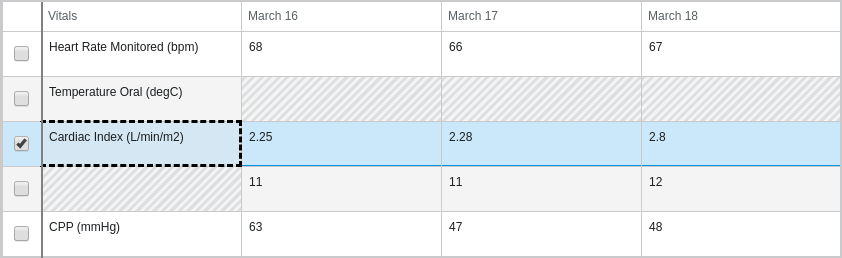 Vitals March 16 March 17 March 18
Heart Rate Monitored (bpm) 68 66 67
Temperature Oral (degC)
Cardiac Index (L/min/m2) 2.25 2.28 2.8
11 11 12
CPP (mmHg) 63 47 48